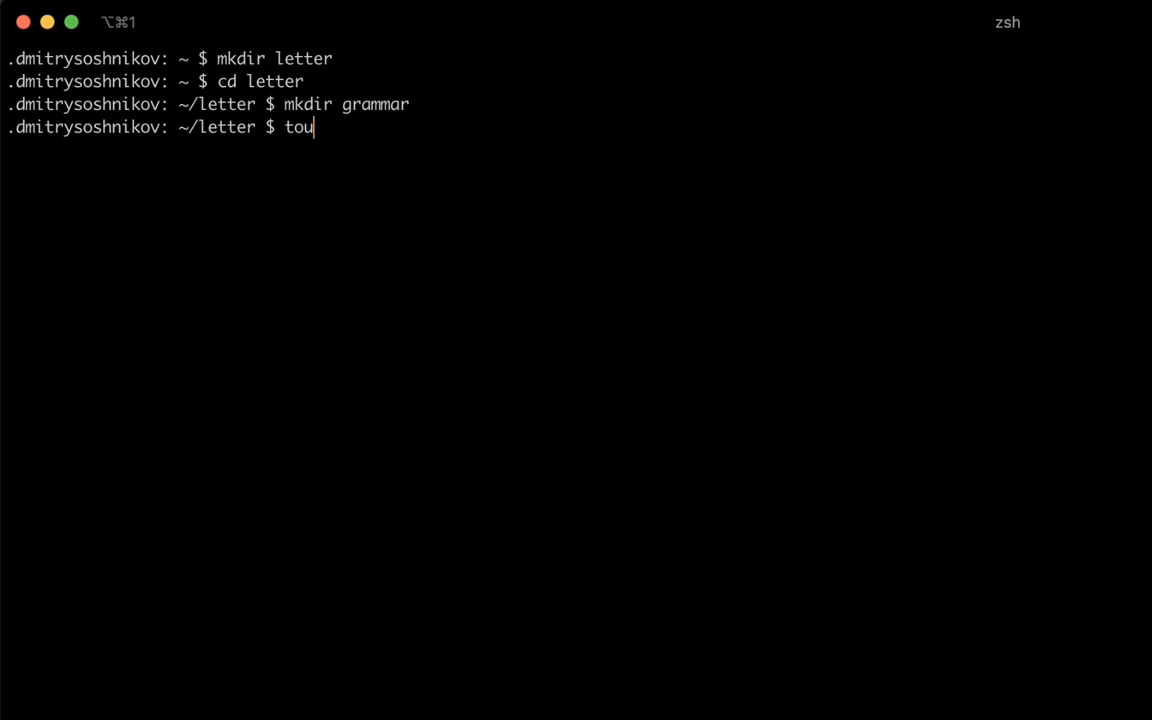 ⌥⌘1
zsh
.dmitrysoshnikov: ~ $ mkdir letter
.dmitrysoshnikov: ~ $ cd letter
.dmitrysoshnikov: ~/letter $ mkdir grammar
.dmitrysoshnikov: ~/letter $ tou